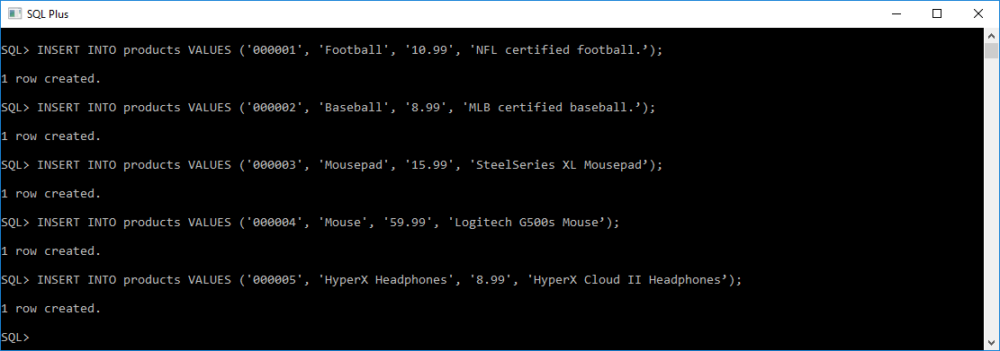 SQL Plus
SQL> INSERT INTO products VALUES ('000001', 'Football', '10.99', 'NFL certified football.’);
1 row created.
SQL> INSERT INTO products VALUES ('000002', 'Baseball', '8.99', 'MLB certified baseball.’);
1 row created.
SQL> INSERT INTO products VALUES ('000003', 'Mousepad', '15.99', 'SteelSeries XL Mousepad’);
1 row created.
SQL> INSERT INTO products VALUES ('000004', 'Mouse', '59.99', 'Logitech G500s Mouse’);
1 row created.
SQL> INSERT INTO products VALUES ('000005', 'HyperX Headphones', '8.99', 'HyperX Cloud II Headphones’);
1 row created.
SQL>